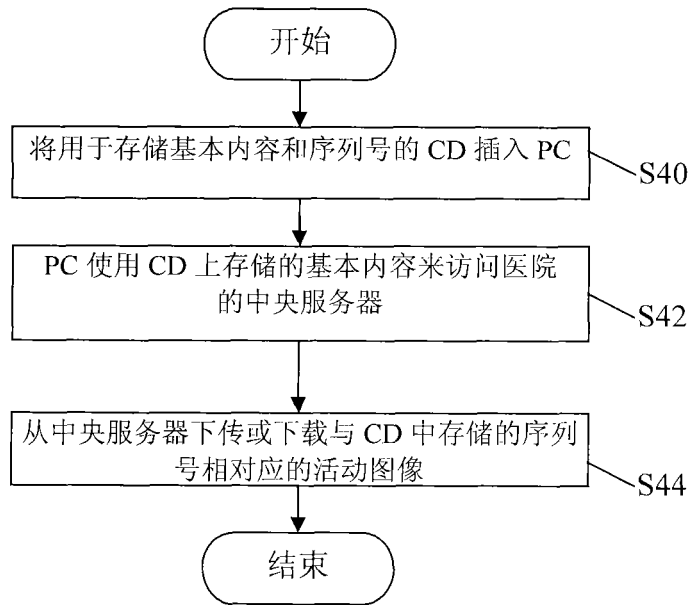 开始
将用于存储基本内容和序列号的 CD 插入 PC
S40
PC 使用 CD 上存储的基本内容来访问医院
的中央服务器
S42
从中央服务器下传或下载与 CD 中存储的序列
号相对应的活动图像
S44
结束